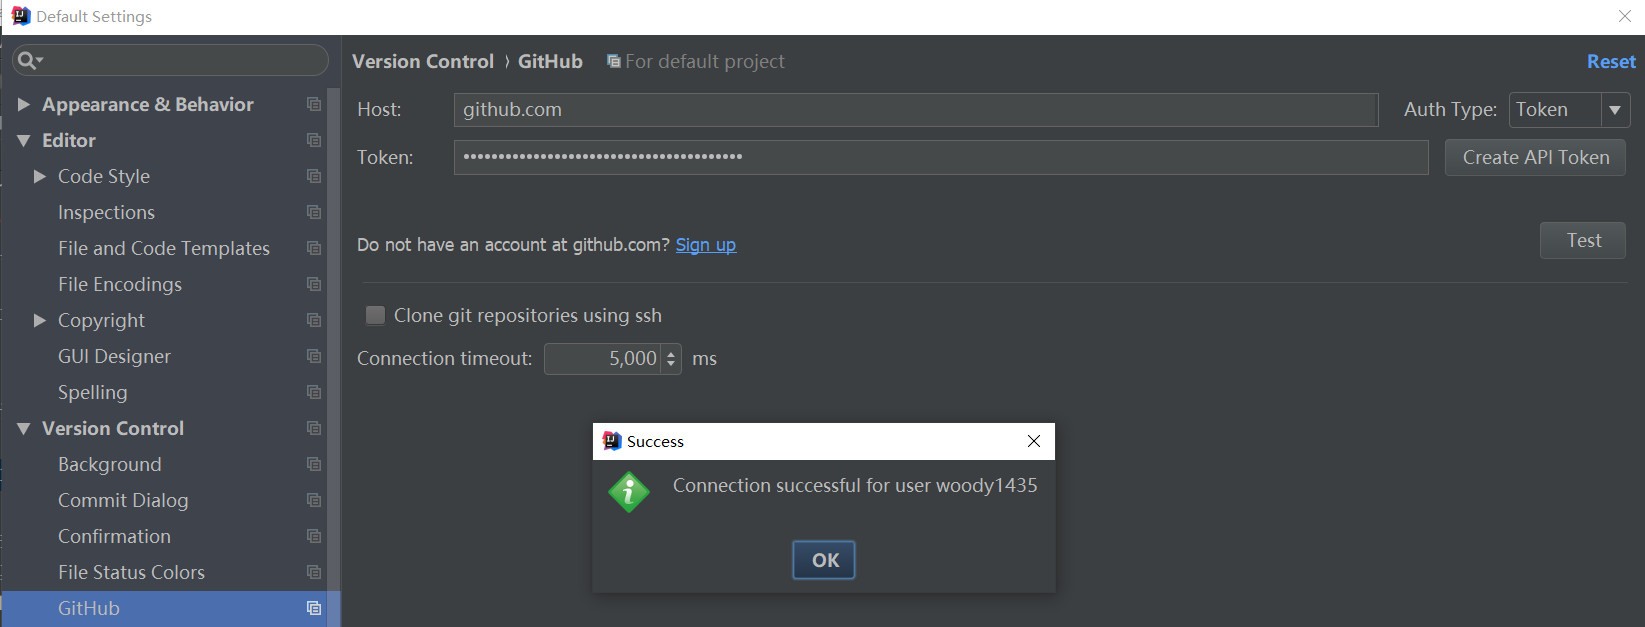 Default Settings
Appearance & Behavior
Editor
Code Style
Inspections
File and Code Templates
File Encodings
Copyright
GUI Designer
Spelling
Version Control
Background
Commit Dialog
Confirmation
File Status Colors
GitHub
Version Control › GitHub For default project Reset
Host: github.com Auth Type: Token
Token: •••••••••••••••••••••••••••••••••••••••• Create API Token
Do not have an account at github.com? Sign up
Test
Clone git repositories using ssh
Connection timeout: 5,000 ms
Success
Connection successful for user woody1435
OK